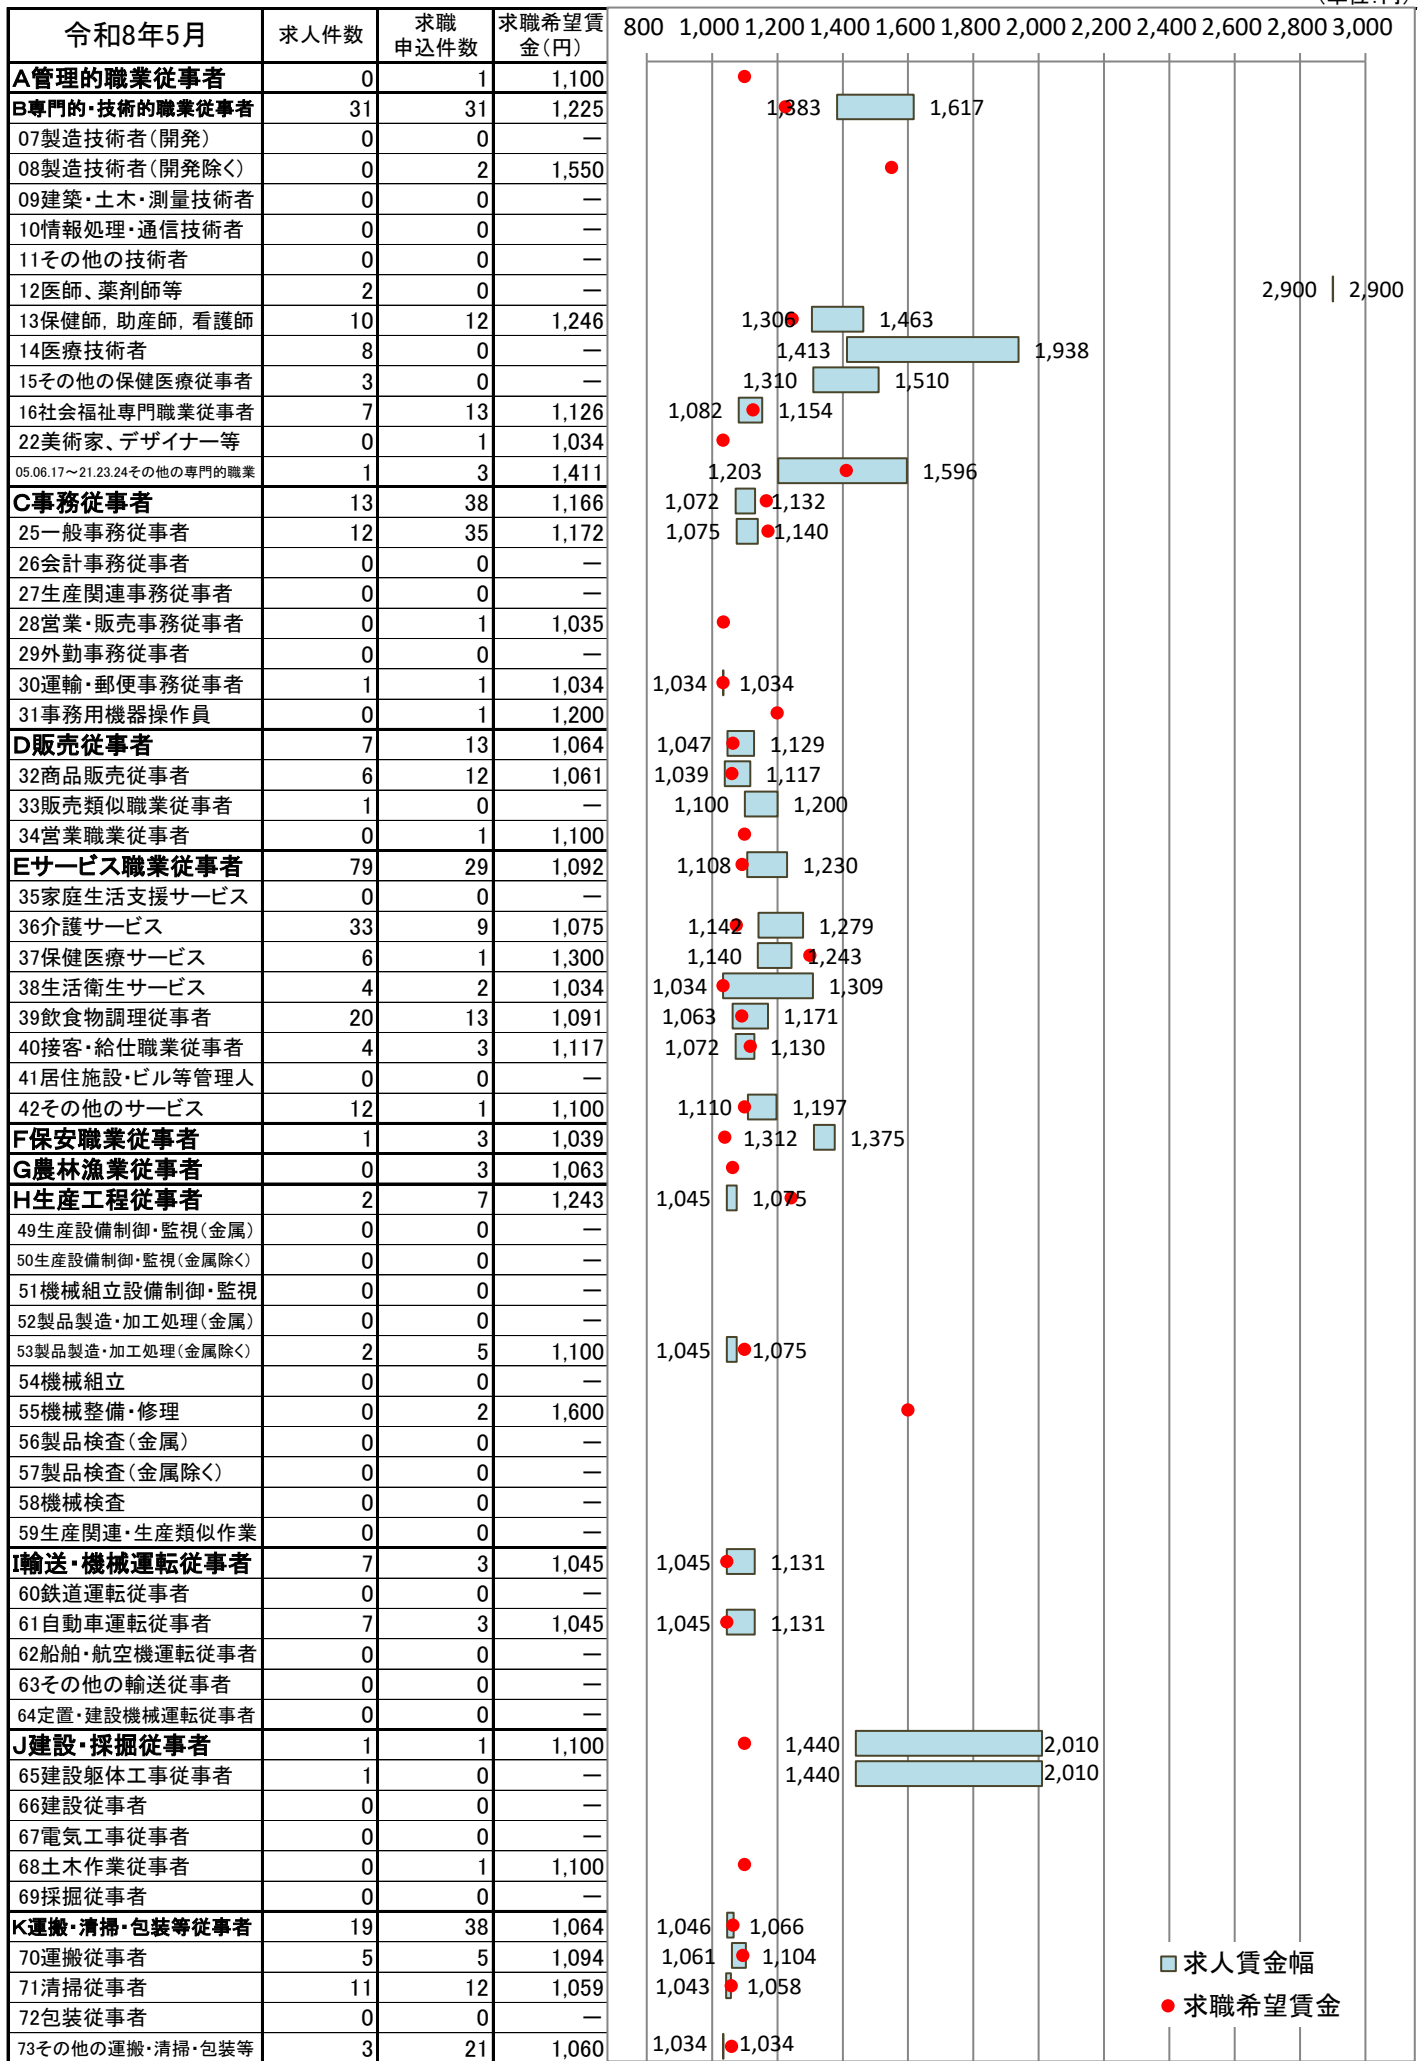 (単位:円)
令和8年5月 求人件数 求職申込件数 求職希望賃金(円) 800 1,000 1,200 1,400 1,600 1,800 2,000 2,200 2,400 2,600 2,800 3,000
A管理的職業従事者 0 1 1,100
B専門的・技術的職業従事者 31 31 1,225 1,383 1,617
07製造技術者(開発) 0 0 ―
08製造技術者(開発除く) 0 2 1,550
09建築・土木・測量技術者 0 0 ―
10情報処理・通信技術者 0 0 ―
11その他の技術者 0 0 ―
12医師、薬剤師等 2 0 ― 2,900 2,900
13保健師，助産師，看護師 10 12 1,246 1,306 1,463
14医療技術者 8 0 ― 1,413 1,938
15その他の保健医療従事者 3 0 ― 1,310 1,510
16社会福祉専門職業従事者 7 13 1,126 1,082 1,154
22美術家、デザイナー等 0 1 1,034
05.06.17～21.23.24その他の専門的職業 1 3 1,411 1,203 1,596
C事務従事者 13 38 1,166 1,072 1,132
25一般事務従事者 12 35 1,172 1,075 1,140
26会計事務従事者 0 0 ―
27生産関連事務従事者 0 0 ―
28営業・販売事務従事者 0 1 1,035
29外勤事務従事者 0 0 ―
30運輸・郵便事務従事者 1 1 1,034 1,034 1,034
31事務用機器操作員 0 1 1,200
D販売従事者 7 13 1,064 1,047 1,129
32商品販売従事者 6 12 1,061 1,039 1,117
33販売類似職業従事者 1 0 ― 1,100 1,200
34営業職業従事者 0 1 1,100
Eサービス職業従事者 79 29 1,092 1,108 1,230
35家庭生活支援サービス 0 0 ―
36介護サービス 33 9 1,075 1,142 1,279
37保健医療サービス 6 1 1,300 1,140 1,243
38生活衛生サービス 4 2 1,034 1,034 1,309
39飲食物調理従事者 20 13 1,091 1,063 1,171
40接客・給仕職業従事者 4 3 1,117 1,072 1,130
41居住施設・ビル等管理人 0 0 ―
42その他のサービス 12 1 1,100 1,110 1,197
F保安職業従事者 1 3 1,039 1,312 1,375
G農林漁業従事者 0 3 1,063
H生産工程従事者 2 7 1,243 1,045 1,075
49生産設備制御・監視(金属) 0 0 ―
50生産設備制御・監視(金属除く) 0 0 ―
51機械組立設備制御・監視 0 0 ―
52製品製造・加工処理(金属) 0 0 ―
53製品製造・加工処理(金属除く) 2 5 1,100 1,045 1,075
54機械組立 0 0 ―
55機械整備・修理 0 2 1,600
56製品検査(金属) 0 0 ―
57製品検査(金属除く) 0 0 ―
58機械検査 0 0 ―
59生産関連・生産類似作業 0 0 ―
I輸送・機械運転従事者 7 3 1,045 1,045 1,131
60鉄道運転従事者 0 0 ―
61自動車運転従事者 7 3 1,045 1,045 1,131
62船舶・航空機運転従事者 0 0 ―
63その他の輸送従事者 0 0 ―
64定置・建設機械運転従事者 0 0 ―
J建設・採掘従事者 1 1 1,100 1,440 2,010
65建設躯体工事従事者 1 0 ― 1,440 2,010
66建設従事者 0 0 ―
67電気工事従事者 0 0 ―
68土木作業従事者 0 1 1,100
69採掘従事者 0 0 ―
K運搬・清掃・包装等従事者 19 38 1,064 1,046 1,066
70運搬従事者 5 5 1,094 1,061 1,104
71清掃従事者 11 12 1,059 1,043 1,058
72包装従事者 0 0 ―
73その他の運搬・清掃・包装等 3 21 1,060 1,034 1,034
求人賃金幅
求職希望賃金